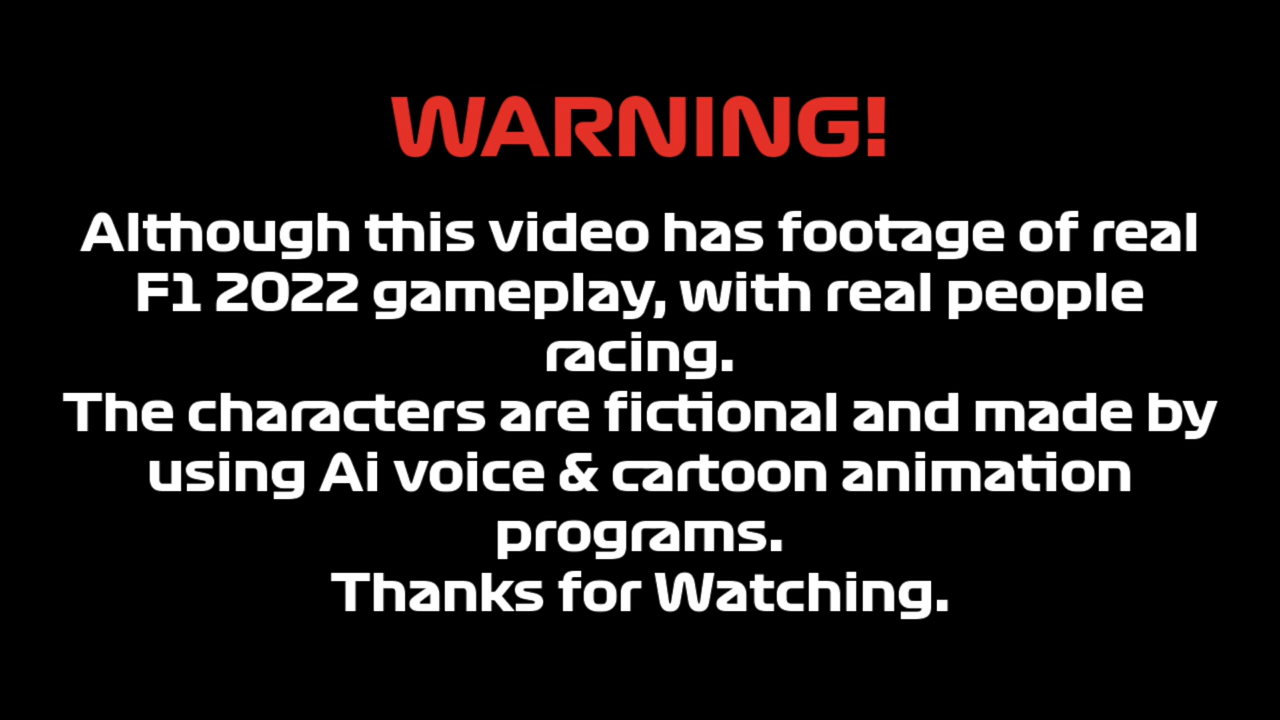 WARNING!
Although this video has footage of real
F1 2022 gameplay, with real people
racing.
The characters are fictional and made by
using Ai voice & cartoon animation
programs.
Thanks for Watching.